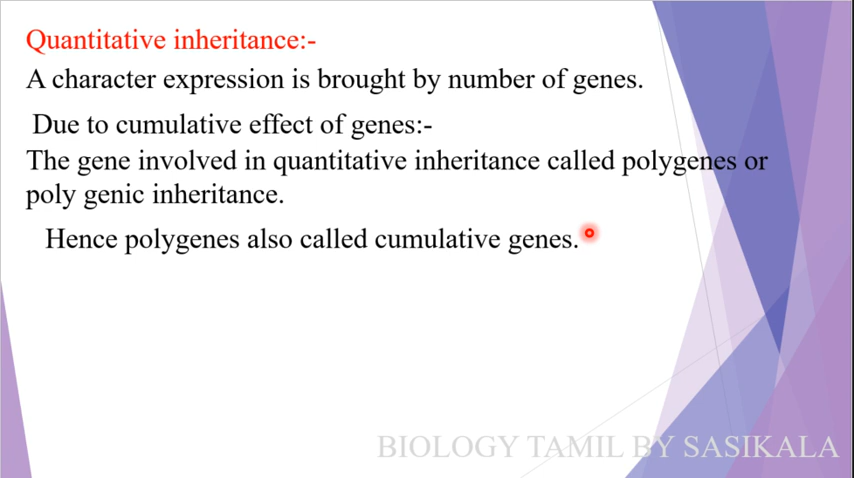 Quantitative inheritance:-
A character expression is brought by number of genes.
Due to cumulative effect of genes:-
The gene involved in quantitative inheritance called polygenes or
poly genic inheritance.
Hence polygenes also called cumulative genes.
BIOLOGY TAMIL BY SASIKALA